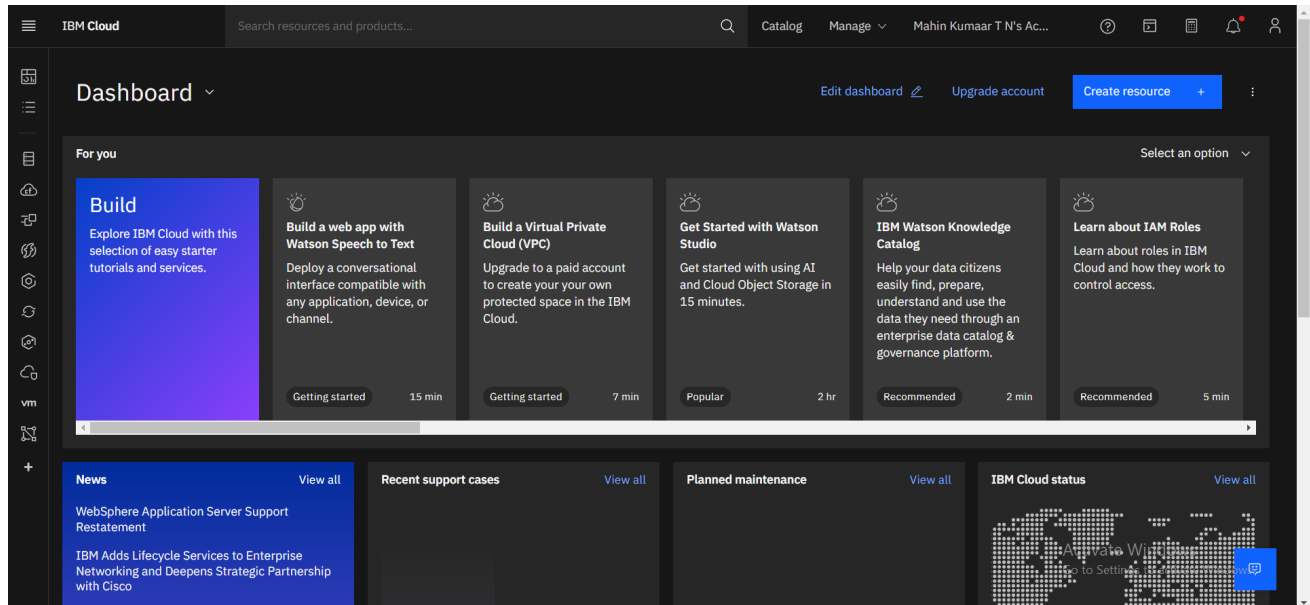 IBM Cloud
Search resources and products...
Catalog
Manage
Mahin Kumaar T N's Ac...
Dashboard
Edit dashboard
Upgrade account
Create resource +
For you
Select an option
Build
Explore IBM Cloud with this
selection of easy starter
tutorials and services.
Build a web app with
Watson Speech to Text
Deploy a conversational
interface compatible with
any application, device, or
channel.
Getting started
15 min
Build a Virtual Private
Cloud (VPC)
Upgrade to a paid account
to create your your own
protected space in the IBM
Cloud.
Getting started
7 min
Get Started with Watson
Studio
Get started with using AI
and Cloud Object Storage in
15 minutes.
Popular
2 hr
IBM Watson Knowledge
Catalog
Help your data citizens
easily find, prepare,
understand and use the
data they need through an
enterprise data catalog &
governance platform.
Recommended
2 min
Learn about IAM Roles
Learn about roles in IBM
Cloud and how they work to
control access.
Recommended
5 min
vm
News
View all
WebSphere Application Server Support
Restatement
IBM Adds Lifecycle Services to Enterprise
Networking and Deepens Strategic Partnership
with Cisco
Recent support cases
View all
Planned maintenance
View all
IBM Cloud status
View all
Activate Windows
Go to Settings to